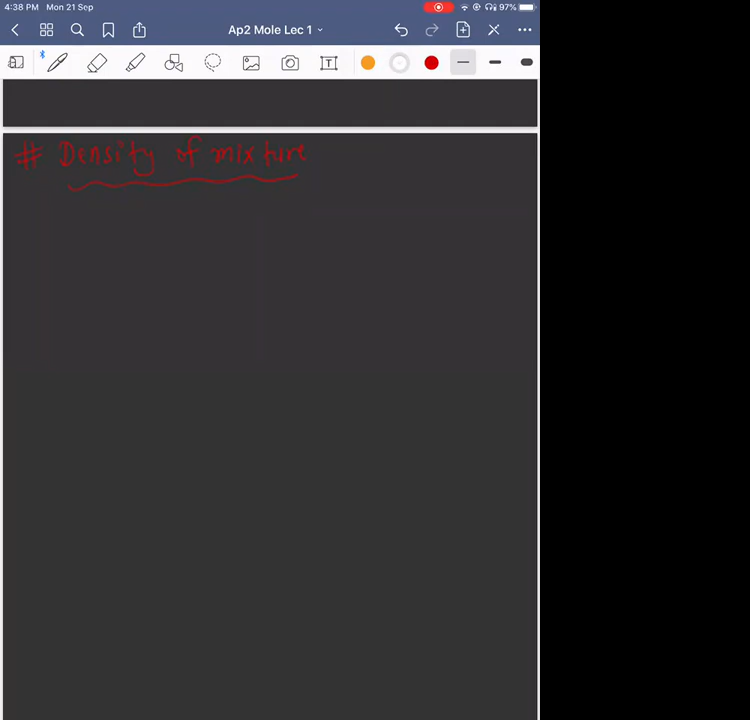 4:38 PM Mon 21 Sep
97%
Ap2 Mole Lec 1
T
# Density of mixture